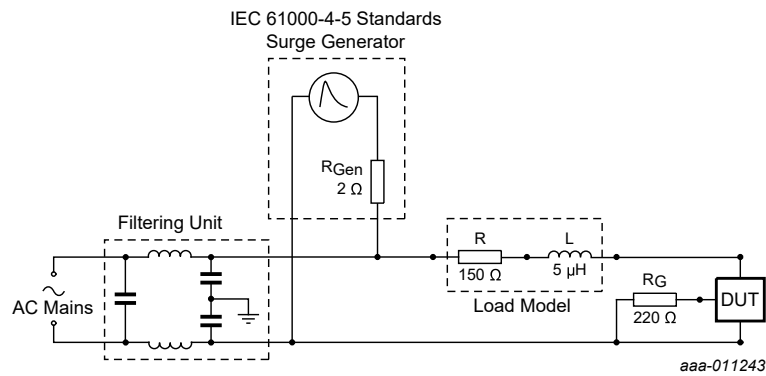 IEC 61000-4-5 Standards
Surge Generator
RGen
2 Ω
Filtering Unit
AC Mains
R
150 Ω
L
5 μH
Load Model
RG
220 Ω
DUT
aaa-011243